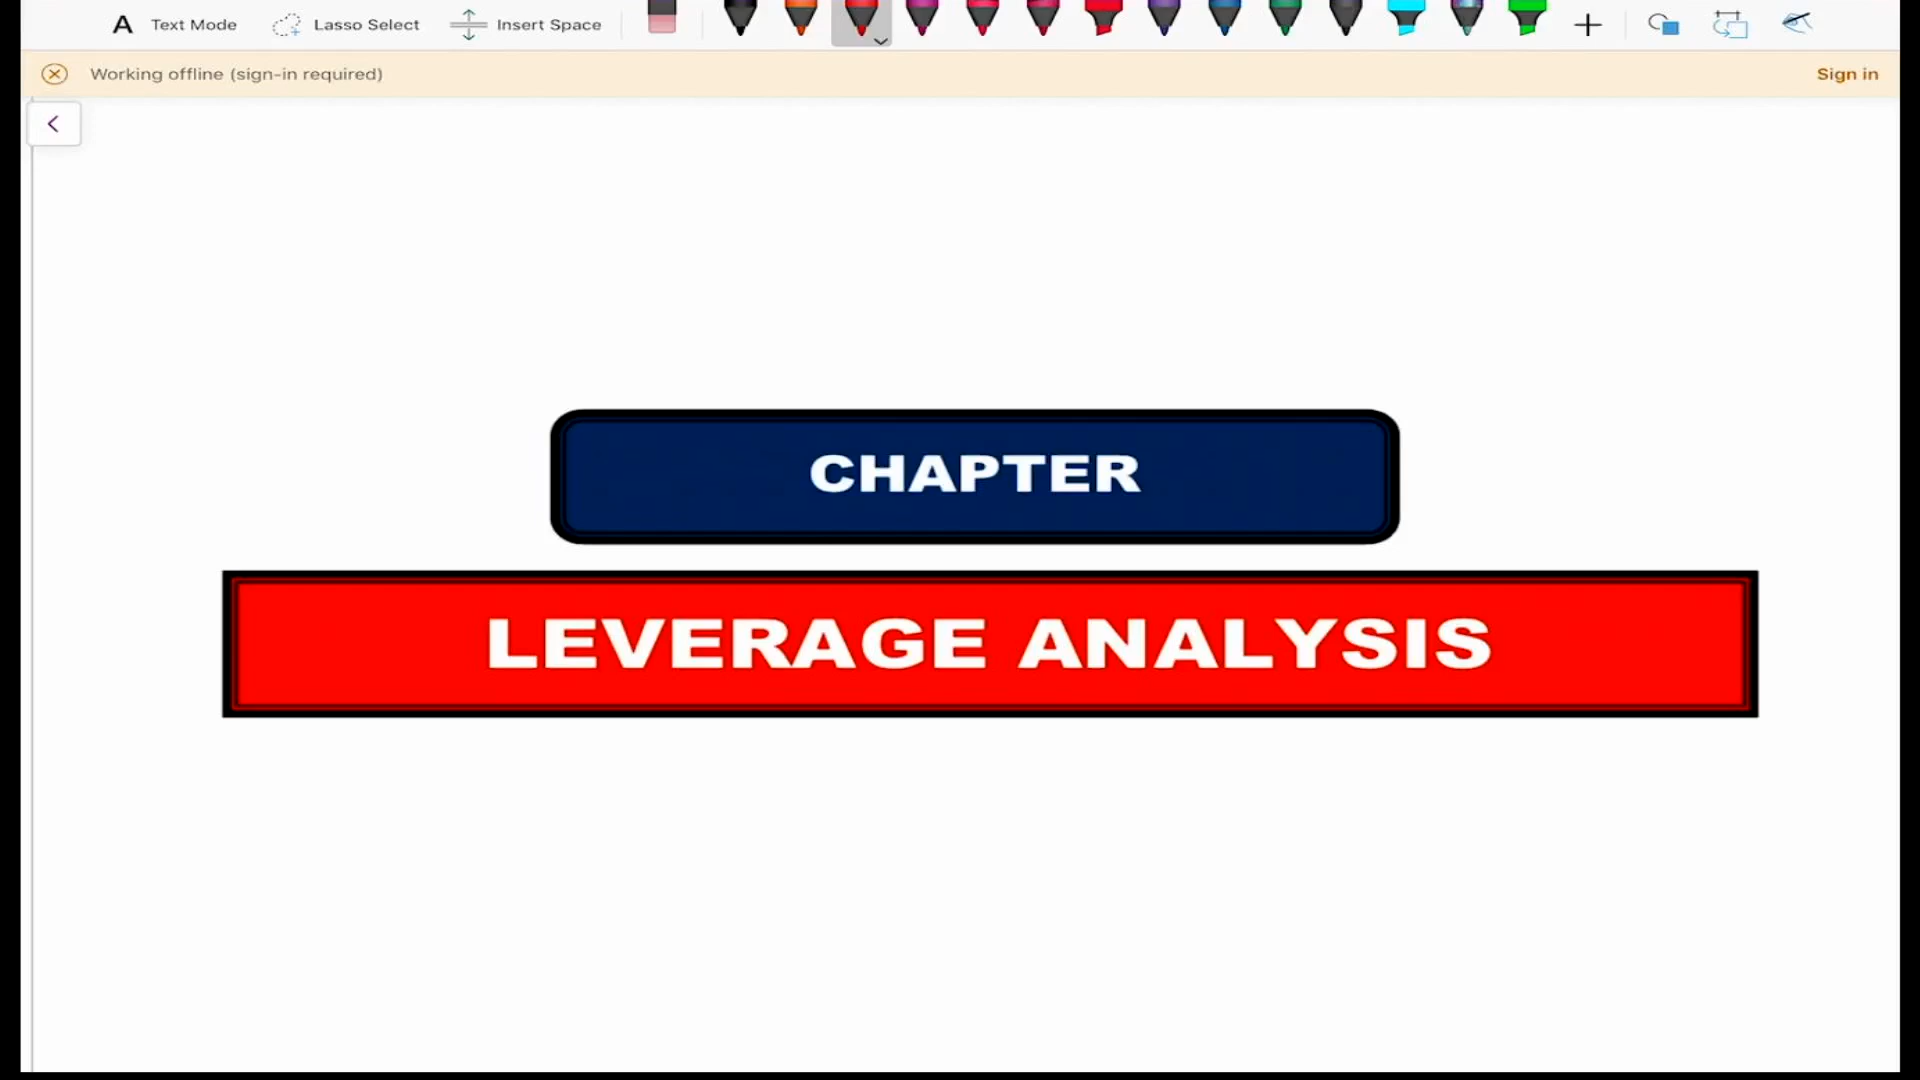 A Text Mode Lasso Select Insert Space
Working offline (sign-in required) Sign in
CHAPTER
LEVERAGE ANALYSIS